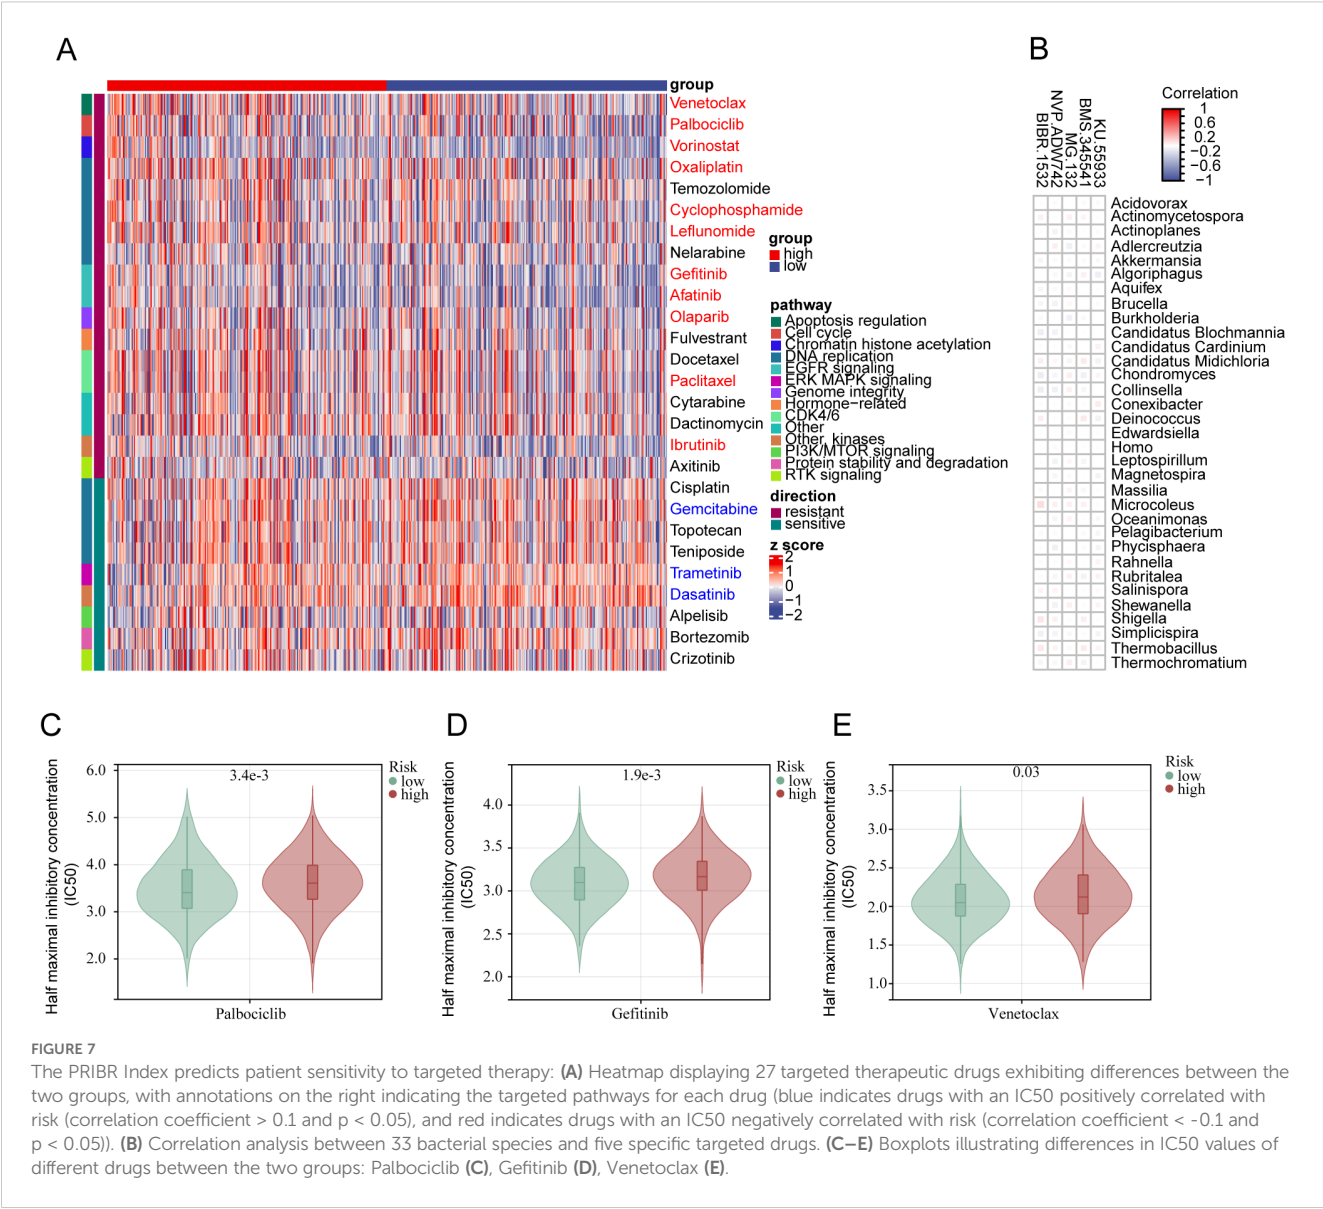 A
group
Venetoclax
Palbociclib
Vorinostat
Oxaliplatin
Temozolomide
Cyclophosphamide
Leflunomide
Nelarabine
Gefitinib
Afatinib
Olaparib
Fulvestrant
Docetaxel
Paclitaxel
Cytarabine
Dactinomycin
Ibrutinib
Axitinib
Cisplatin
Gemcitabine
Topotecan
Teniposide
Trametinib
Dasatinib
Alpelisib
Bortezomib
Crizotinib
group
high
low
pathway
Apoptosis regulation
Cell cycle
Chromatin histone acetylation
DNA replication
EGFR signaling
ERK MAPK signaling
Genome integrity
Hormone−related
CDK4/6
Other
Other, kinases
PI3K/MTOR signaling
Protein stability and degradation
RTK signaling
direction
resistant
sensitive
z score
2
1
0
−1
−2
B
BIBR.1532
NVP.ADW742
MG.132
BMS.345541
KU.55933
Correlation
1
0.6
0.2
−0.2
−0.6
−1
Acidovorax
Actinomycetospora
Actinoplanes
Adlercreutzia
Akkermansia
Algoriphagus
Aquifex
Brucella
Burkholderia
Candidatus Blochmannia
Candidatus Cardinium
Candidatus Midichloria
Chondromyces
Collinsella
Conexibacter
Deinococcus
Edwardsiella
Homo
Leptospirillum
Magnetospira
Massilia
Microcoleus
Oceanimonas
Pelagibacterium
Phycisphaera
Rahnella
Rubritalea
Salinispora
Shewanella
Shigella
Simplicispira
Thermobacillus
Thermochromatium
C
Half maximal inhibitory concentration
(IC50)
6.0
5.0
4.0
3.0
2.0
3.4e-3
Palbociclib
Risk
low
high
D
Half maximal inhibitory concentration
(IC50)
4.0
3.5
3.0
2.5
2.0
1.9e-3
Gefitinib
Risk
low
high
E
Half maximal inhibitory concentration
(IC50)
3.5
3.0
2.5
2.0
1.5
1.0
0.03
Venetoclax
Risk
low
high
FIGURE 7
The PRIBR Index predicts patient sensitivity to targeted therapy: (A) Heatmap displaying 27 targeted therapeutic drugs exhibiting differences between the
two groups, with annotations on the right indicating the targeted pathways for each drug (blue indicates drugs with an IC50 positively correlated with
risk (correlation coefficient > 0.1 and p < 0.05), and red indicates drugs with an IC50 negatively correlated with risk (correlation coefficient < -0.1 and
p < 0.05)). (B) Correlation analysis between 33 bacterial species and five specific targeted drugs. (C–E) Boxplots illustrating differences in IC50 values of
different drugs between the two groups: Palbociclib (C), Gefitinib (D), Venetoclax (E).